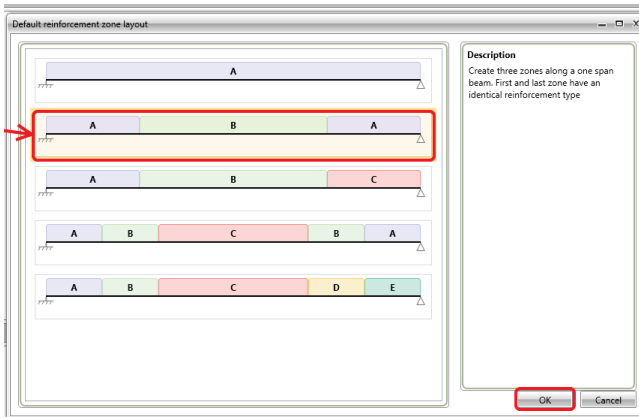 Default reinforcement zone layout
A
A B A
A B C
A B C B A
A B C D E
Description
Create three zones along a one span
beam. First and last zone have an
identical reinforcement type
OK Cancel